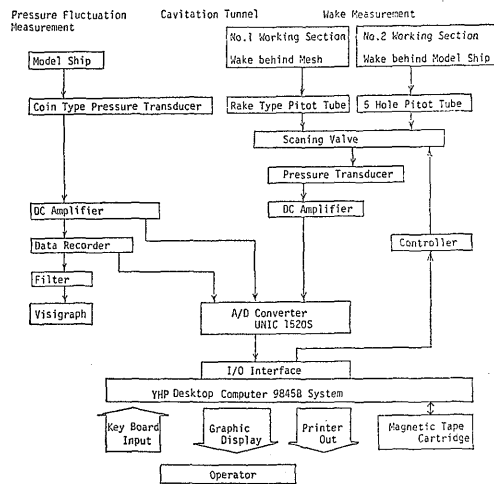 Pressure Fluctuation
Measurement
Cavitation Tunnel
Wake Measurement
No.1 Working Section
Wake behind Mesh
No.2 Working Section
Wake behind Model Ship
Model Ship
Coin Type Pressure Transducer
Rake Type Pitot Tube
5 Hole Pitot Tube
Scaning Valve
Pressure Transducer
DC Amplifier
DC Amplifier
Data Recorder
Controller
Filter
Visigraph
A/D Converter
UNIC 1520S
I/O Interface
YHP Desktop Computer 9845B System
Key Board
Input
Graphic
Display
Printer
Out
Magnetic Tape
Cartridge
Operator